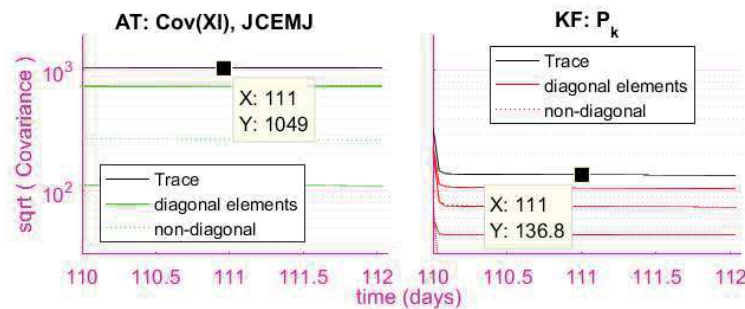 AT: Cov(XI), JCEMJ
sqrt ( Covariance )
10^3
10^2
X: 111
Y: 1049
Trace
diagonal elements
non-diagonal
110
110.5
111
111.5
112
KF: P_k
Trace
diagonal elements
non-diagonal
X: 111
Y: 136.8
110
110.5
111
111.5
112
time (days)